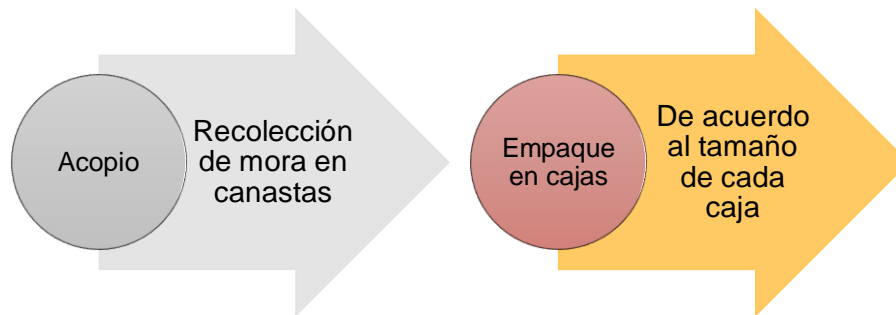 Acopio
Recolección
de mora en
canastas
Empaque
en cajas
De acuerdo
al tamaño
de cada
caja